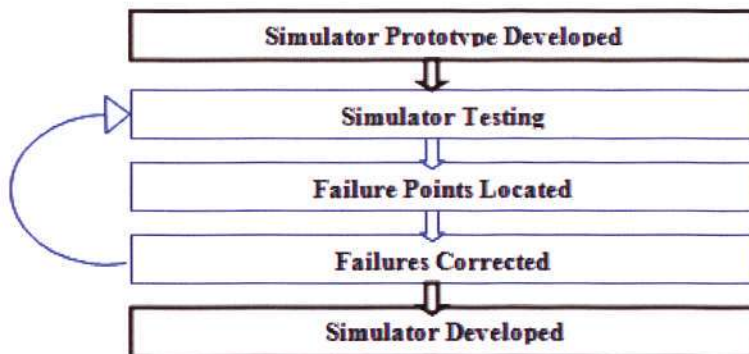 Simulator Prototype Developed
Simulator Testing
Failure Points Located
Failures Corrected
Simulator Developed